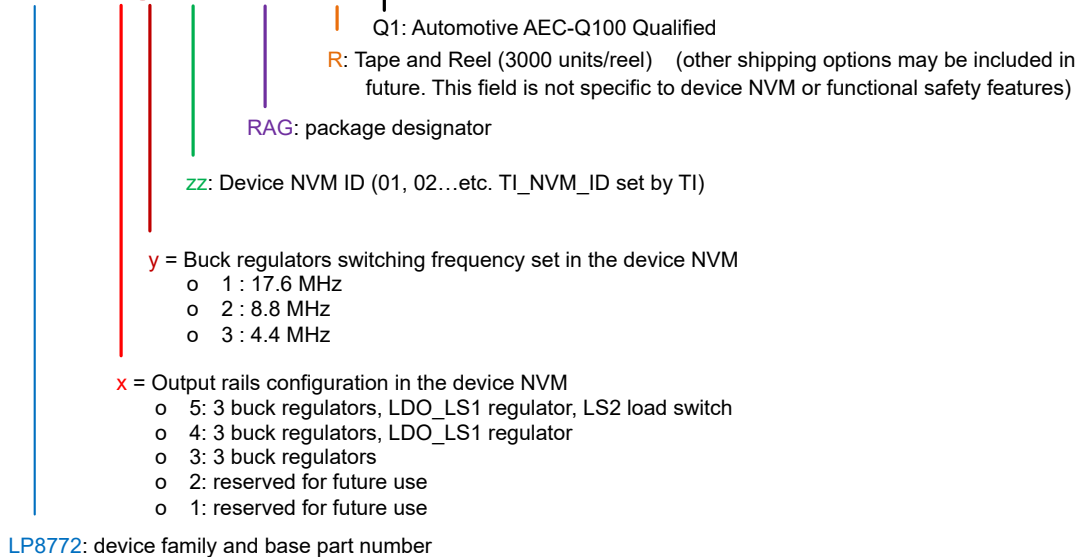 Q1: Automotive AEC-Q100 Qualified
R: Tape and Reel (3000 units/reel) (other shipping options may be included in
future. This field is not specific to device NVM or functional safety features)
RAG: package designator
zz: Device NVM ID (01, 02…etc. TI_NVM_ID set by TI)
y = Buck regulators switching frequency set in the device NVM
o 1 : 17.6 MHz
o 2 : 8.8 MHz
o 3 : 4.4 MHz
x = Output rails configuration in the device NVM
o 5: 3 buck regulators, LDO_LS1 regulator, LS2 load switch
o 4: 3 buck regulators, LDO_LS1 regulator
o 3: 3 buck regulators
o 2: reserved for future use
o 1: reserved for future use
LP8772: device family and base part number